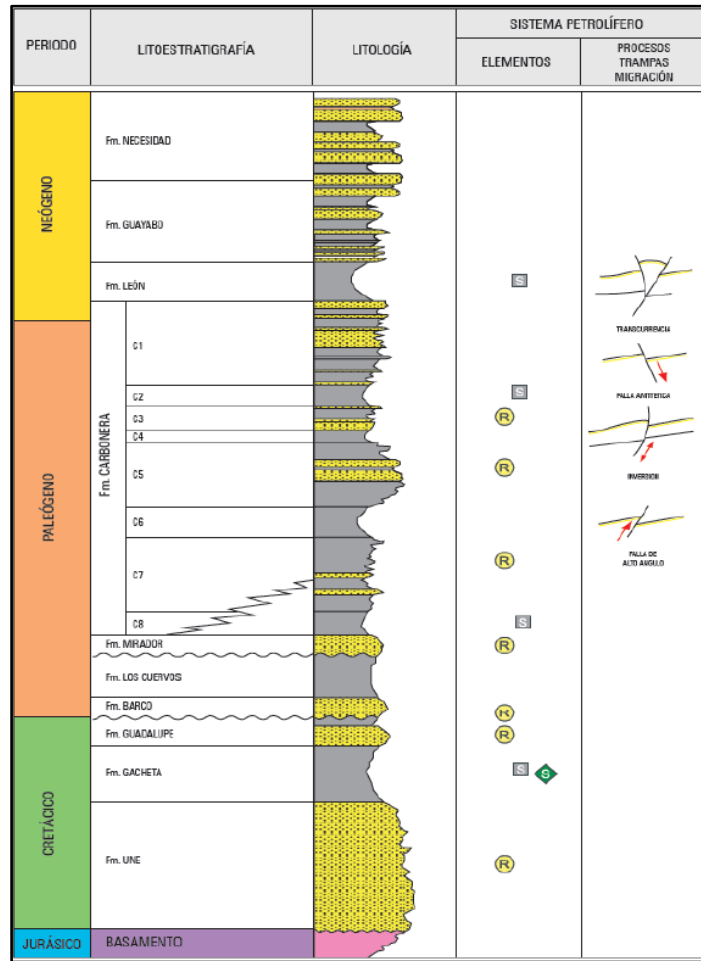 PERIODO
LITOESTRATIGRAFÍA
LITOLOGÍA
SISTEMA PETROLÍFERO
ELEMENTOS
PROCESOS
TRAMPAS
MIGRACIÓN
NEÓGENO
Fm. NECESIDAD
Fm. GUAYABO
Fm. LEÓN
S
TRANSCURRENCIA
PALEÓGENO
Fm. CARBONERA
C1
C2
S
FALLA ANTITETICA
C3
R
C4
C5
R
INVERSION
C6
FALLA DE
ALTO ANGULO
C7
R
C8
S
Fm. MIRADOR
R
Fm. LOS CUERVOS
Fm. BARCO
R
CRETÁCICO
Fm. GUADALUPE
R
Fm. GACHETA
S S
Fm. UNE
R
JURÁSICO
BASAMENTO